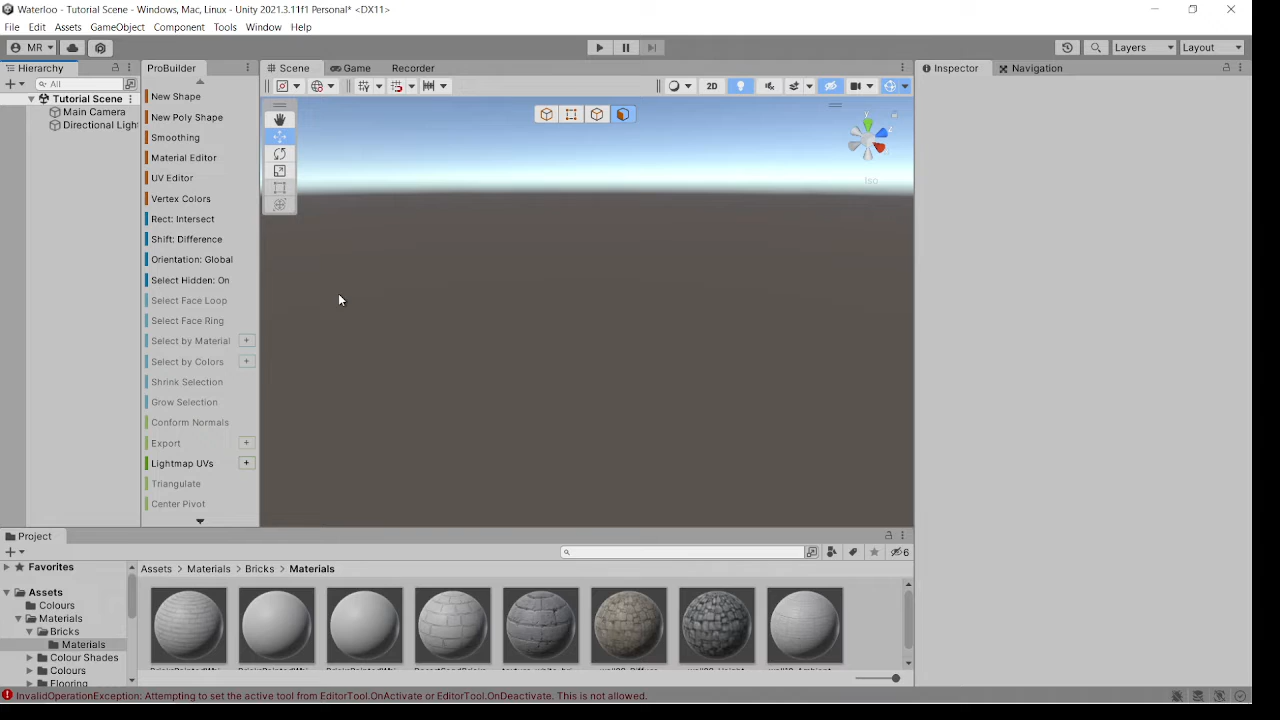 Waterloo - Tutorial Scene - Windows, Mac, Linux - Unity 2021.3.11f1 Personal* <DX11>
File Edit Assets GameObject Component Tools Window Help
MR Layers Layout
Hierarchy ProBuilder Scene Game Recorder Inspector Navigation
All
2D
Tutorial Scene
Main Camera
Directional Ligh
New Shape
New Poly Shape
Smoothing
Material Editor
UV Editor
Vertex Colors
Rect: Intersect
Shift: Difference
Orientation: Global
Select Hidden: On
Select Face Loop
Select Face Ring
Select by Material
Select by Colors
Shrink Selection
Grow Selection
Conform Normals
Export
Lightmap UVs
Triangulate
Center Pivot
y
Iso
Project
6
Favorites
Assets
Colours
Materials
Bricks
Materials
Colour Shades
Flooring
Assets > Materials > Bricks > Materials
InvalidOperationException: Attempting to set the active tool from EditorTool.OnActivate or EditorTool.OnDeactivate. This is not allowed.